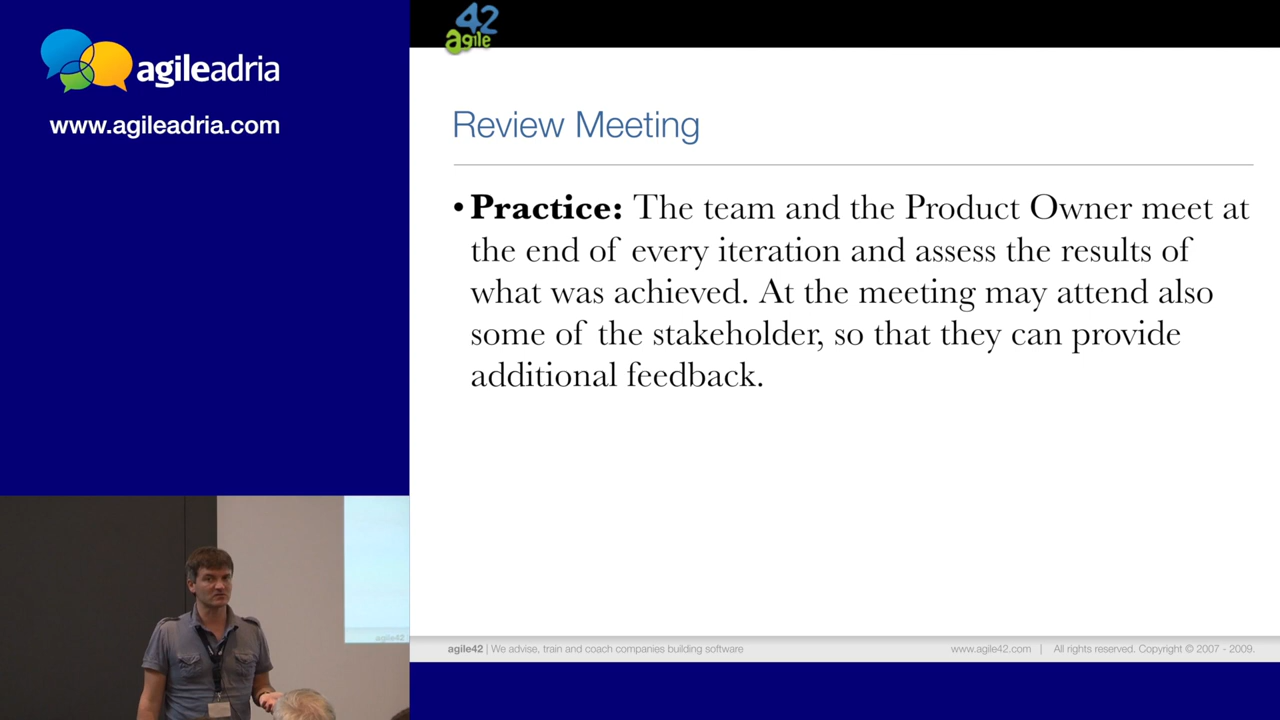 agileadria
www.agileadria.com
42
agile
Review Meeting
• Practice: The team and the Product Owner meet at
the end of every iteration and assess the results of
what was achieved. At the meeting may attend also
some of the stakeholder, so that they can provide
additional feedback.
agile42
agile42 | We advise, train and coach companies building software
www.agile42.com | All rights reserved. Copyright © 2007 - 2009.